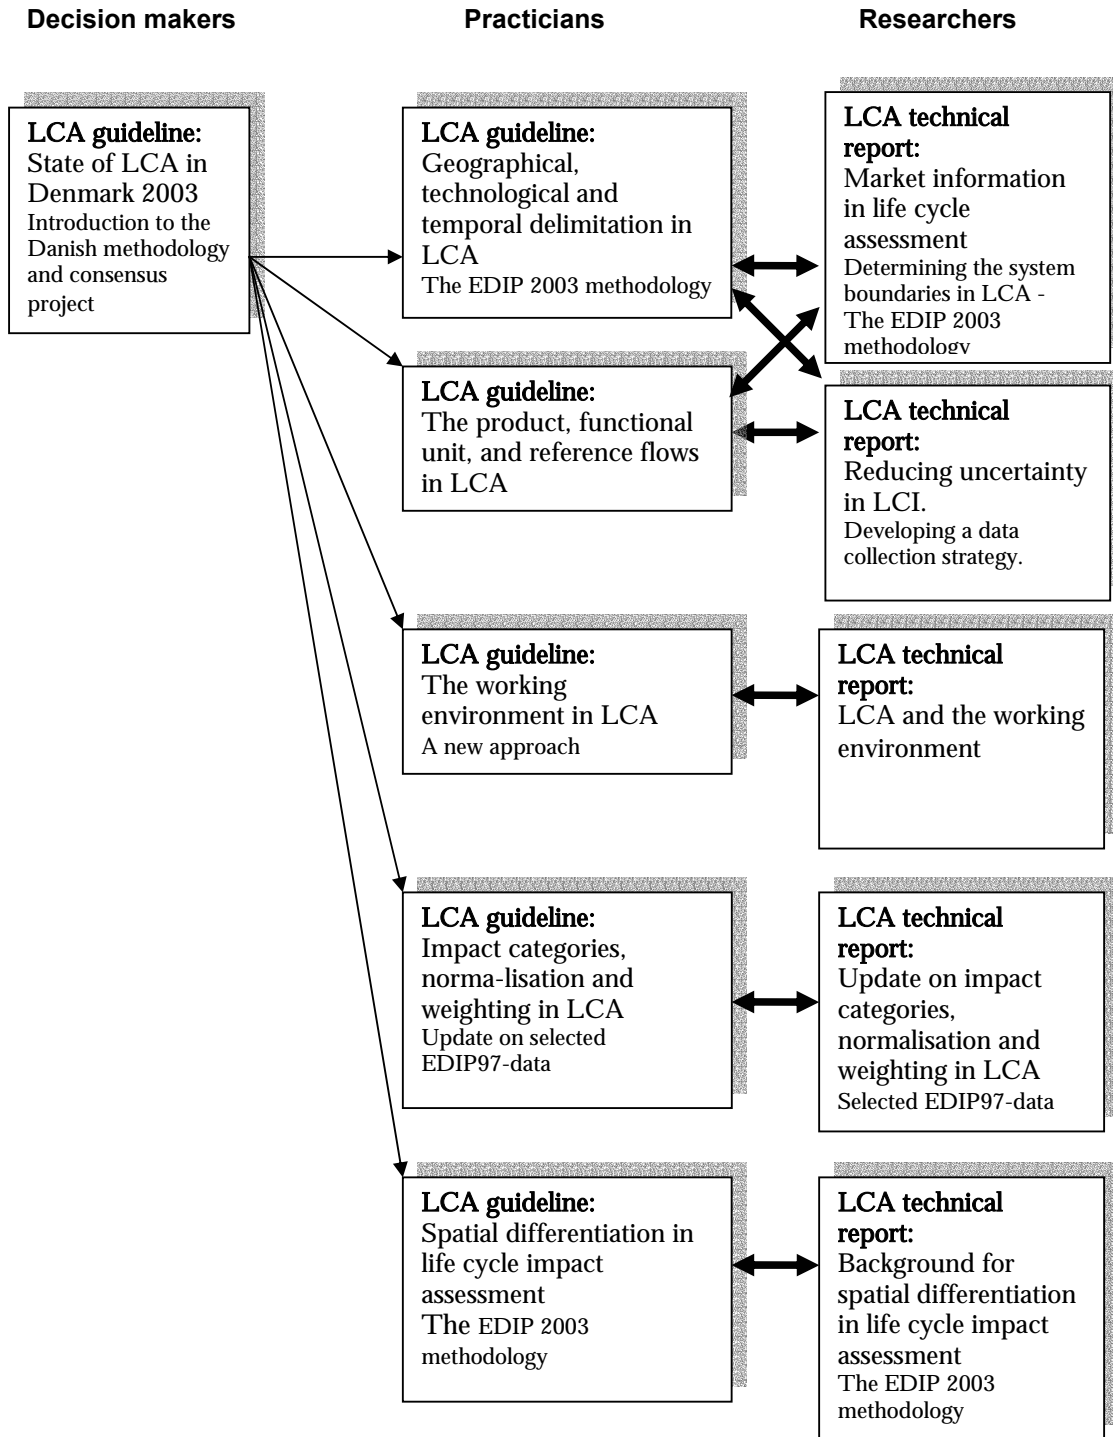 Decision makers
Practicians
Researchers
LCA guideline:
State of LCA in
Denmark 2003
Introduction to the
Danish methodology
and consensus
project
LCA guideline:
Geographical,
technological and
temporal delimitation in
LCA
The EDIP 2003 methodology
LCA guideline:
The product, functional
unit, and reference flows
in LCA
LCA guideline:
The working
environment in LCA
A new approach
LCA guideline:
Impact categories,
norma-lisation and
weighting in LCA
Update on selected
EDIP97-data
LCA guideline:
Spatial differentiation in
life cycle impact
assessment
The EDIP 2003
methodology
LCA technical
report:
Market information
in life cycle
assessment
Determining the system
boundaries in LCA -
The EDIP 2003
methodology
LCA technical
report:
Reducing uncertainty
in LCI.
Developing a data
collection strategy.
LCA technical
report:
LCA and the working
environment
LCA technical
report:
Update on impact
categories,
normalisation and
weighting in LCA
Selected EDIP97-data
LCA technical
report:
Background for
spatial differentiation
in life cycle impact
assessment
The EDIP 2003
methodology